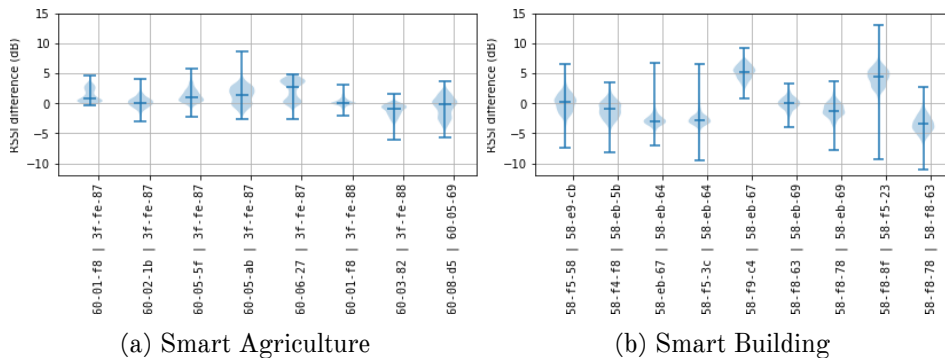 15
10
5
0
−5
−10
RSSI difference (dB)
60-01-f8 | 3f-fe-87
60-02-1b | 3f-fe-87
60-05-5f | 3f-fe-87
60-05-ab | 3f-fe-87
60-06-27 | 3f-fe-87
60-01-f8 | 3f-fe-88
60-03-82 | 3f-fe-88
60-08-d5 | 60-05-69
(a) Smart Agriculture
15
10
5
0
−5
−10
RSSI difference (dB)
58-f5-58 | 58-e9-cb
58-f4-f8 | 58-eb-5b
58-eb-67 | 58-eb-64
58-f5-3c | 58-eb-64
58-f9-c4 | 58-eb-67
58-f8-63 | 58-eb-69
58-f8-78 | 58-eb-69
58-f8-8f | 58-f5-23
58-f8-78 | 58-f8-63
(b) Smart Building